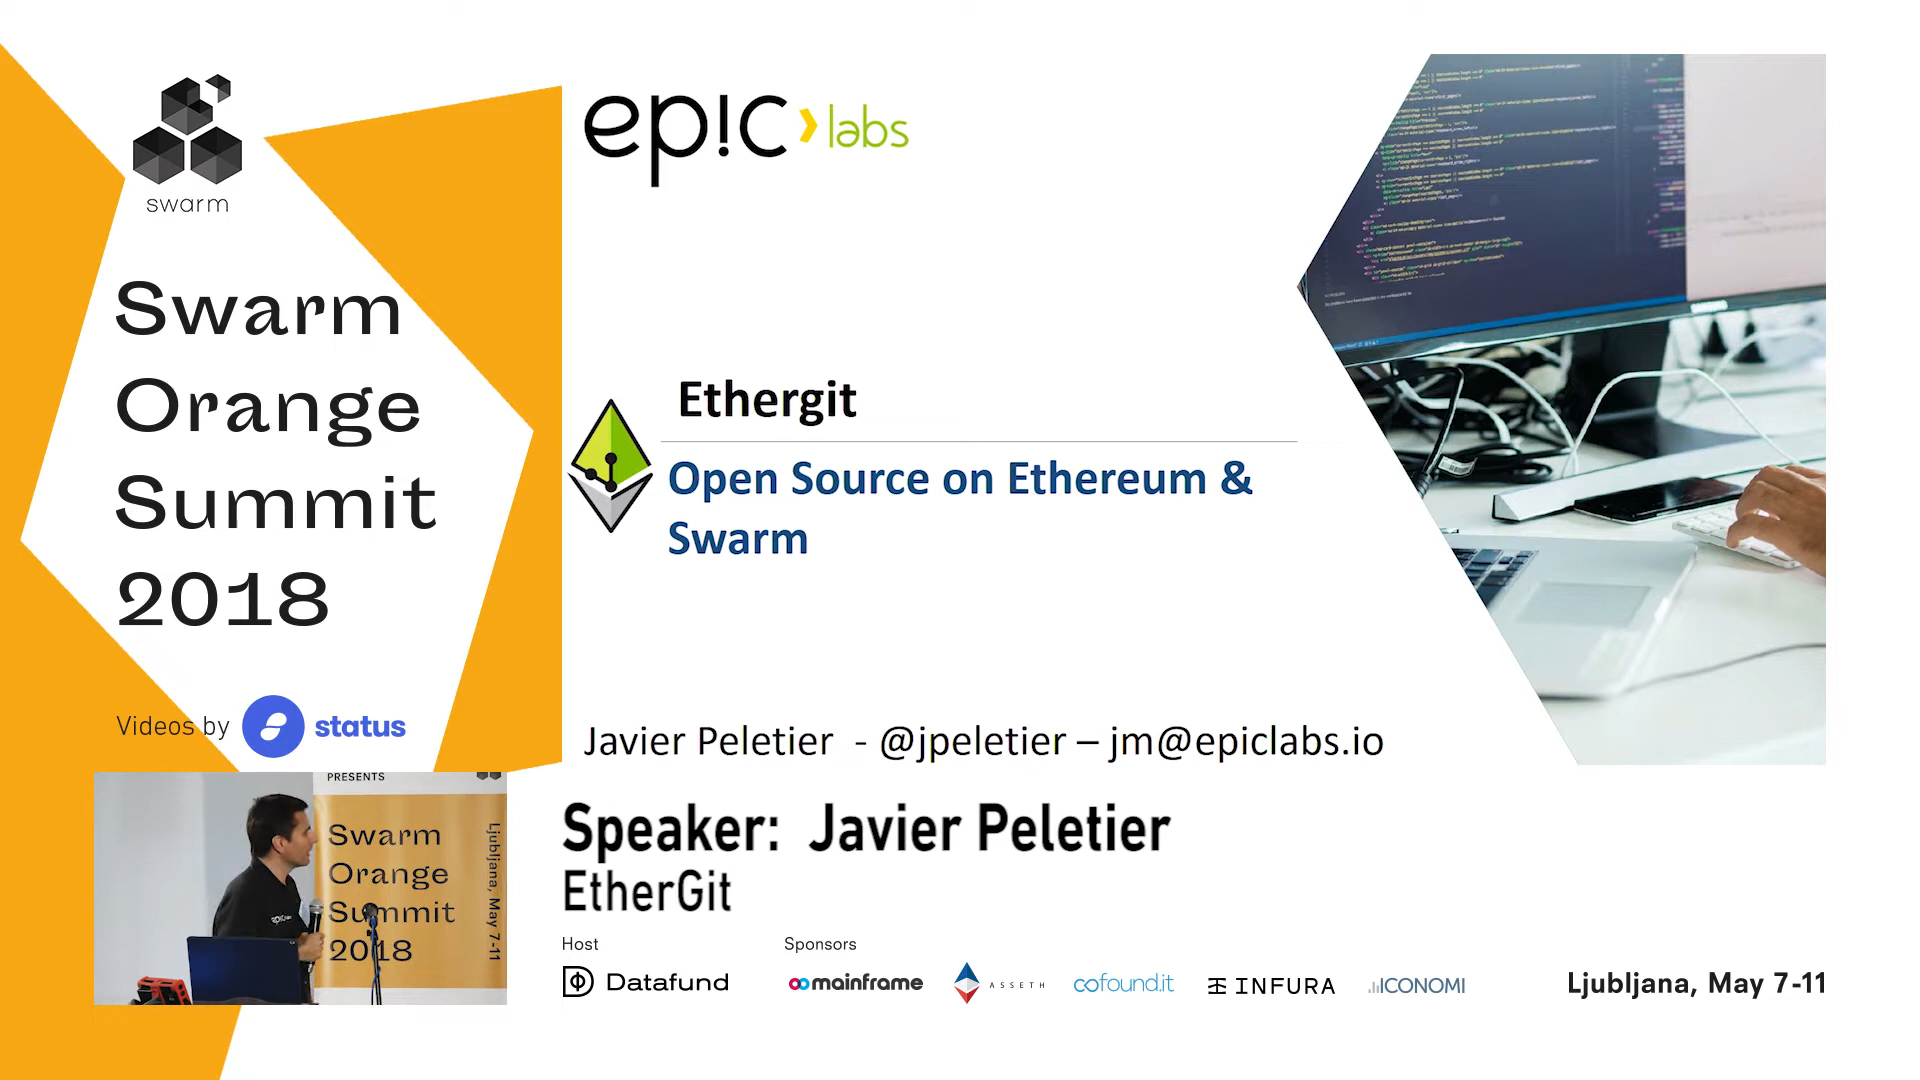 swarm
Swarm
Orange
Summit
2018
Videos by status
epic labs
Ethergit
Open Source on Ethereum &
Swarm
Javier Peletier - @jpeletier – jm@epiclabs.io
PRESENTS
Swarm
Orange
Summit
2018
Ljubljana, May 7-11
epic
Speaker: Javier Peletier
EtherGit
Host
Sponsors
Datafund
mainframe
ASSETH
cofound.it
INFURA
ICONOMI
Ljubljana, May 7-11